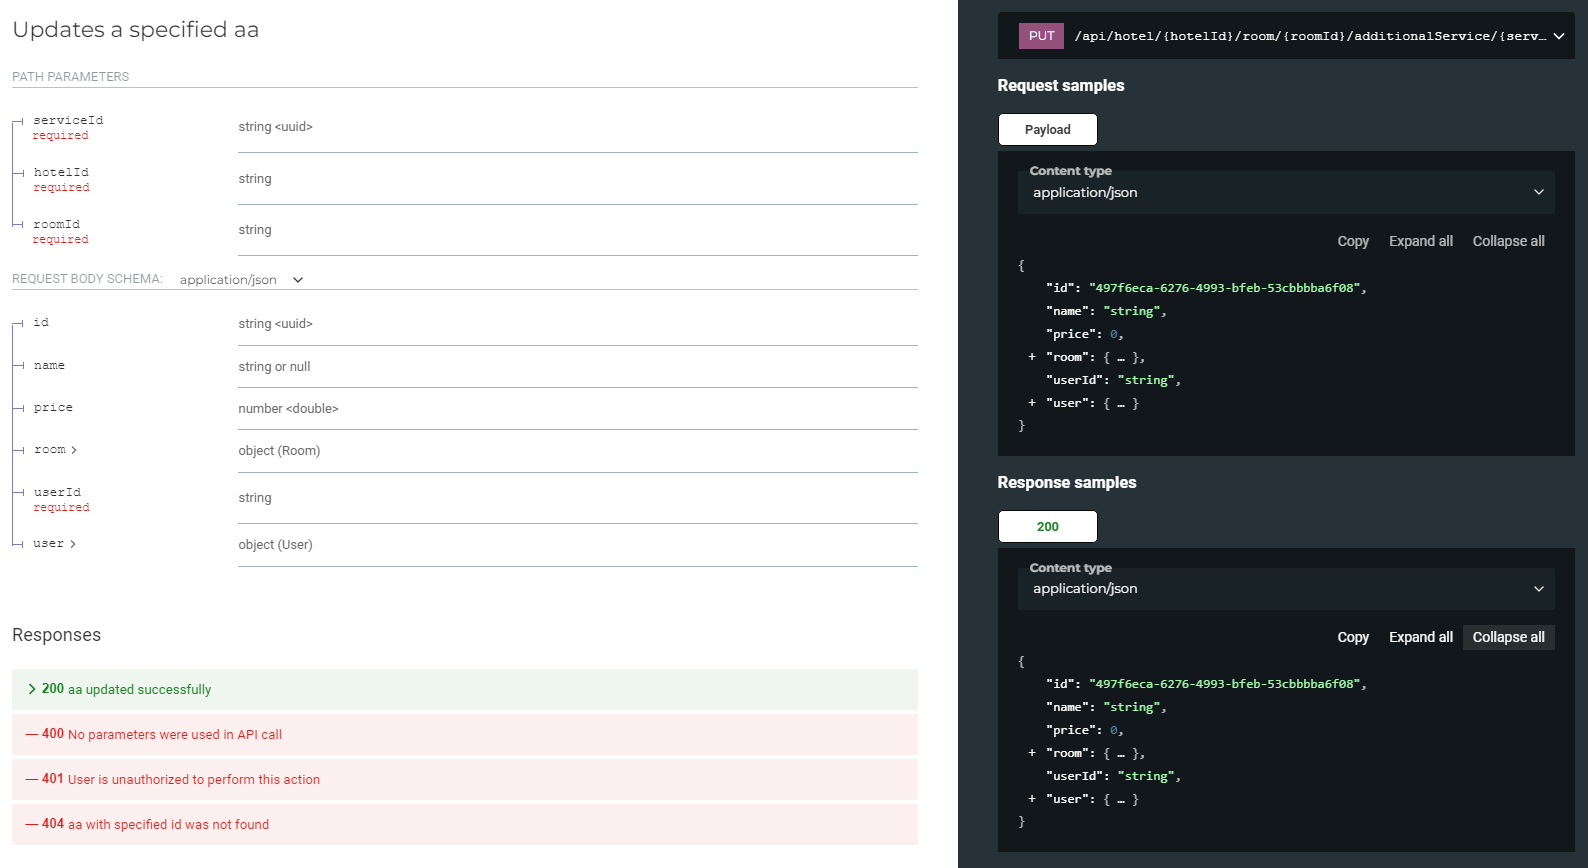 Updates a specified aa
PATH PARAMETERS
serviceId
required
string <uuid>
hotelId
required
string
roomId
required
string
REQUEST BODY SCHEMA: application/json
id
string <uuid>
name
string or null
price
number <double>
room
object (Room)
userId
required
string
user
object (User)
Responses
200 aa updated successfully
— 400 No parameters were used in API call
— 401 User is unauthorized to perform this action
— 404 aa with specified id was not found
PUT /api/hotel/{hotelId}/room/{roomId}/additionalService/{serv…
Request samples
Payload
Content type
application/json
Copy Expand all Collapse all
{
"id": "497f6eca-6276-4993-bfeb-53cbbbba6f08",
"name": "string",
"price": 0,
+ "room": { … },
"userId": "string",
+ "user": { … }
}
Response samples
200
Content type
application/json
Copy Expand all Collapse all
{
"id": "497f6eca-6276-4993-bfeb-53cbbbba6f08",
"name": "string",
"price": 0,
+ "room": { … },
"userId": "string",
+ "user": { … }
}